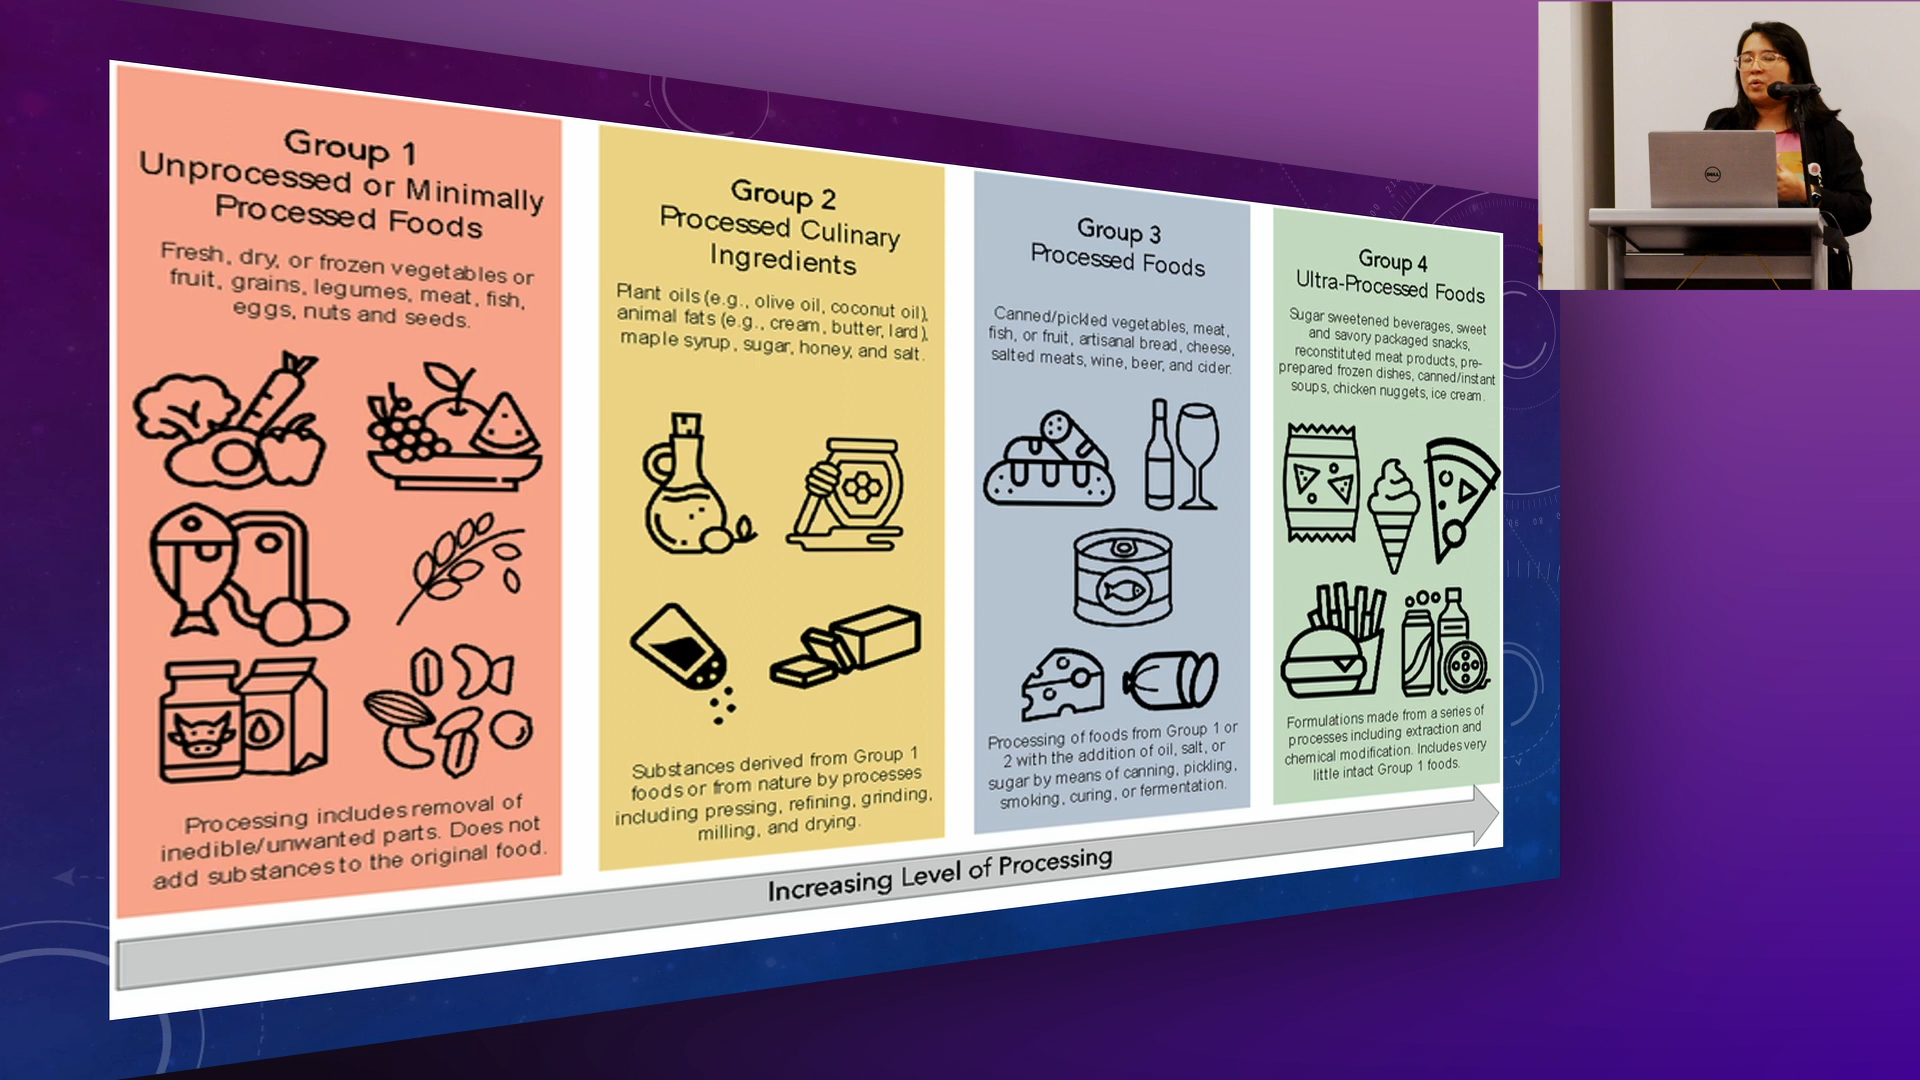 Group 1
Unprocessed or Minimally
Processed Foods
Fresh, dry, or frozen vegetables or
fruit, grains, legumes, meat, fish,
eggs, nuts and seeds.
Processing includes removal of
inedible/unwanted parts. Does not
add substances to the original food.
Group 2
Processed Culinary
Ingredients
Plant oils (e.g., olive oil, coconut oil),
animal fats (e.g., cream, butter, lard),
maple syrup, sugar, honey, and salt.
Substances derived from Group 1
foods or from nature by processes
including pressing, refining, grinding,
milling, and drying.
Group 3
Processed Foods
Canned/pickled vegetables, meat,
fish, or fruit, artisanal bread, cheese,
salted meats, wine, beer, and cider.
Processing of foods from Group 1 or
2 with the addition of oil, salt, or
sugar by means of canning, pickling,
smoking, curing, or fermentation.
Group 4
Ultra-Processed Foods
Sugar sweetened beverages, sweet
and savory packaged snacks,
reconstituted meat products, pre-
prepared frozen dishes, canned/instant
soups, chicken nuggets, ice cream.
Formulations made from a series of
processes including extraction and
chemical modification. Includes very
little intact Group 1 foods.
Increasing Level of Processing
DELL